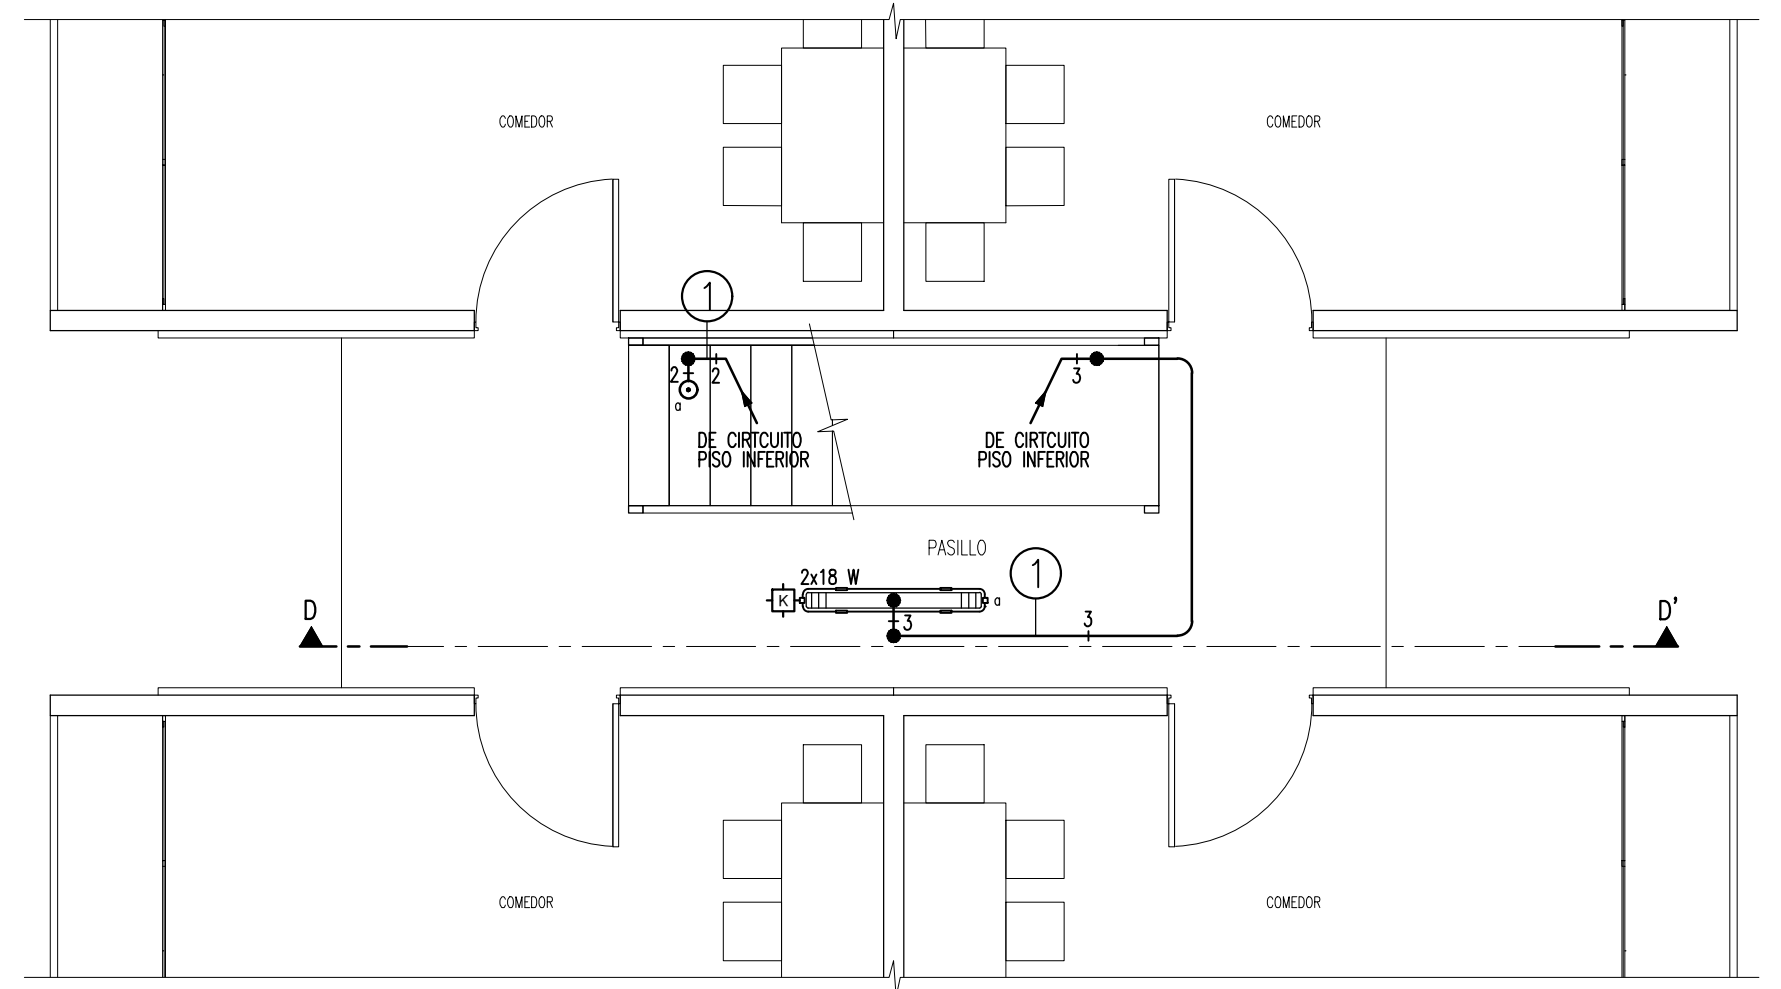 COMEDOR
COMEDOR
1
2
2
a
3
DE CIRTCUITO
PISO INFERIOR
DE CIRTCUITO
PISO INFERIOR
PASILLO
1
2x18 W
K
a
3
3
D
D'
COMEDOR
COMEDOR